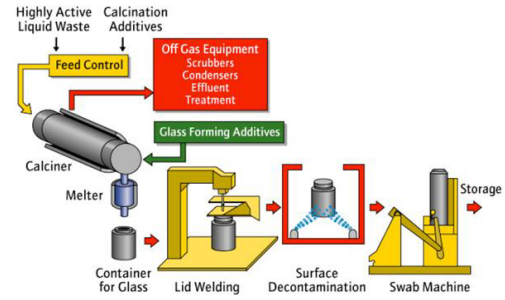 Highly Active
Liquid Waste
Calcination
Additives
Feed Control
Off Gas Equipment
Scrubbers
Condensers
Effluent
Treatment
Glass Forming Additives
Calciner
Melter
Storage
Container
for Glass
Lid Welding
Surface
Decontamination
Swab Machine